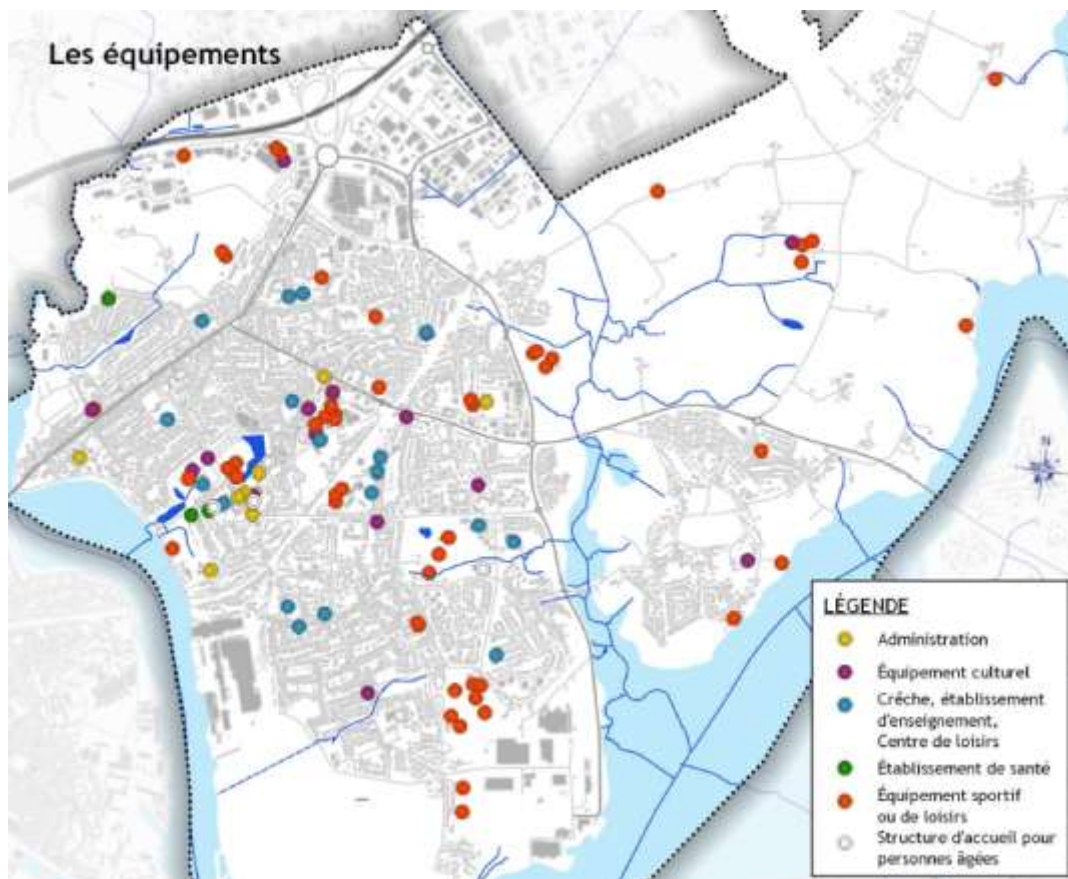 Les équipements
N
LÉGENDE
Administration
Équipement culturel
Créche, établissement
d'enseignement,
Centre de loisirs
Établissement de santé
Équipement sportif
ou de loisirs
Structure d'accueil pour
personnes âgées